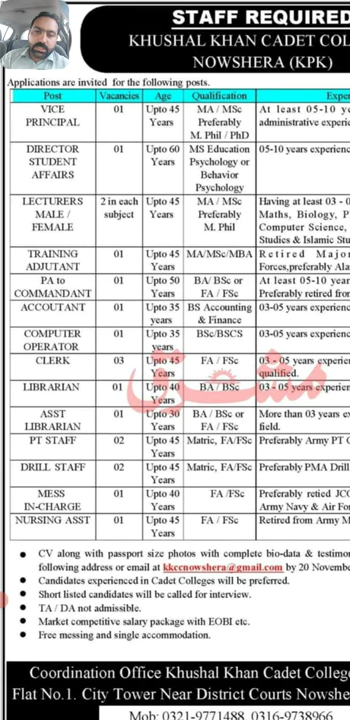 STAFF REQUIRED
KHUSHAL KHAN CADET COL
NOWSHERA (KPK)
Applications are invited for the following posts.
Post Vacancies Age Qualification Exper
VICE PRINCIPAL 01 Upto 45 Years MA / MSc Preferably M. Phil / PhD At least 05-10 ye administrative experie
DIRECTOR STUDENT AFFAIRS 01 Upto 60 Years MS Education Psychology or Behavior Psychology 05-10 years experienc
LECTURERS MALE / FEMALE 2 in each subject Upto 45 Years MA / MSc Preferably M. Phil Having at least 03 - 0 Maths, Biology, P Computer Science, Studies & Islamic Stu
TRAINING ADJUTANT 01 Upto 45 Years MA/MSc/MBA Retired Major Forces,preferably Ala
PA to COMMANDANT 01 Upto 50 Years BA/ BSc or FA / FSc At least 05-10 year Preferably retired from
ACCOUTANT 01 Upto 35 years BS Accounting & Finance 03-05 years experienc
COMPUTER OPERATOR 01 Upto 35 years BSc/BSCS 03-05 years experienc
CLERK 03 Upto 45 Years FA / FSc 03 - 05 years experien qualified.
LIBRARIAN 01 Upto 40 Years BA / BSc 03 - 05 years experien
ASST LIBRARIAN 01 Upto 30 Years BA / BSc or FA / FSc More than 03 years ex field.
PT STAFF 02 Upto 45 Years Matric, FA/FSc Preferably Army PT C
DRILL STAFF 02 Upto 45 Years Matric, FA/FSc Preferably PMA Drill
MESS IN-CHARGE 01 Upto 40 Years FA /FSc Preferably retied JCO Army Navy & Air For
NURSING ASST 01 Upto 45 Years FA / FSc Retired from Army M
● CV along with passport size photos with complete bio-data & testimon
following address or email at kkccnowshera@gmail.com by 20 Novembe
● Candidates experienced in Cadet Colleges will be preferred.
● Short listed candidates will be called for interview.
● TA / DA not admissible.
● Market competitive salary package with EOBI etc.
● Free messing and single accommodation.
Coordination Office Khushal Khan Cadet College
Flat No.1. City Tower Near District Courts Nowshe
Mob: 0321-9771488 0316-9738966